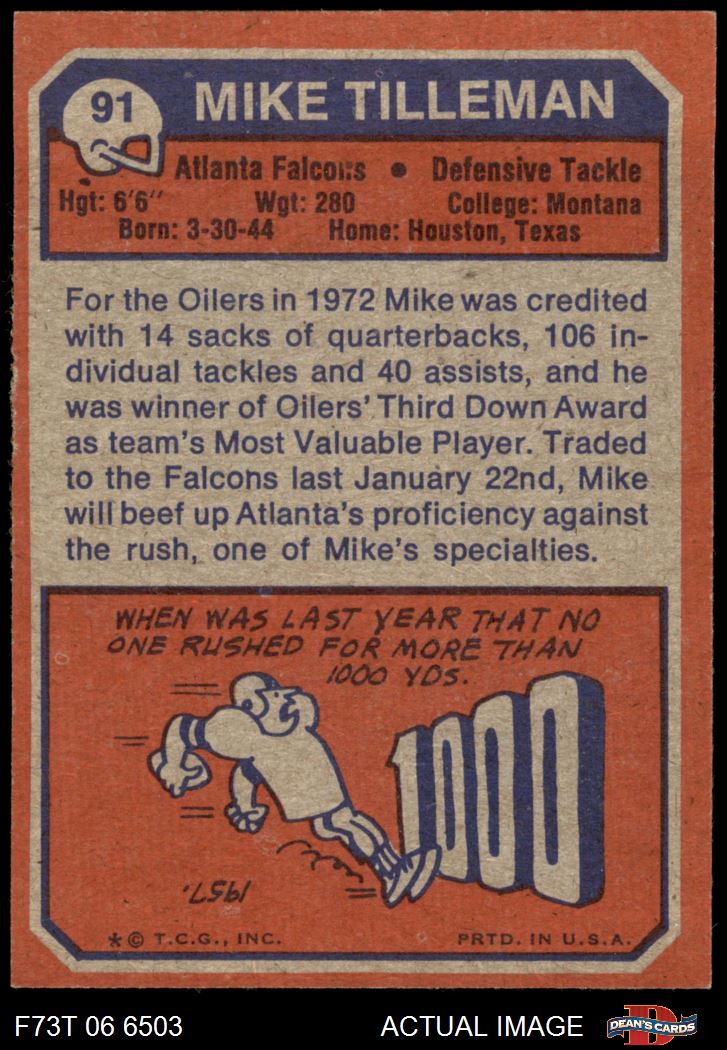 91
MIKE TILLEMAN
Atlanta Falcons • Defensive Tackle
Hgt: 6'6" Wgt: 280 College: Montana
Born: 3-30-44 Home: Houston, Texas
For the Oilers in 1972 Mike was credited
with 14 sacks of quarterbacks, 106 in-
dividual tackles and 40 assists, and he
was winner of Oilers' Third Down Award
as team's Most Valuable Player. Traded
to the Falcons last January 22nd, Mike
will beef up Atlanta's proficiency against
the rush, one of Mike's specialties.
WHEN WAS LAST YEAR THAT NO
ONE RUSHED FOR MORE THAN
1000 YDS.
1000
1957.
*© T.C.G., INC. PRTD. IN U.S.A.
F73T 06 6503 ACTUAL IMAGE
D
DEAN'S CARDS